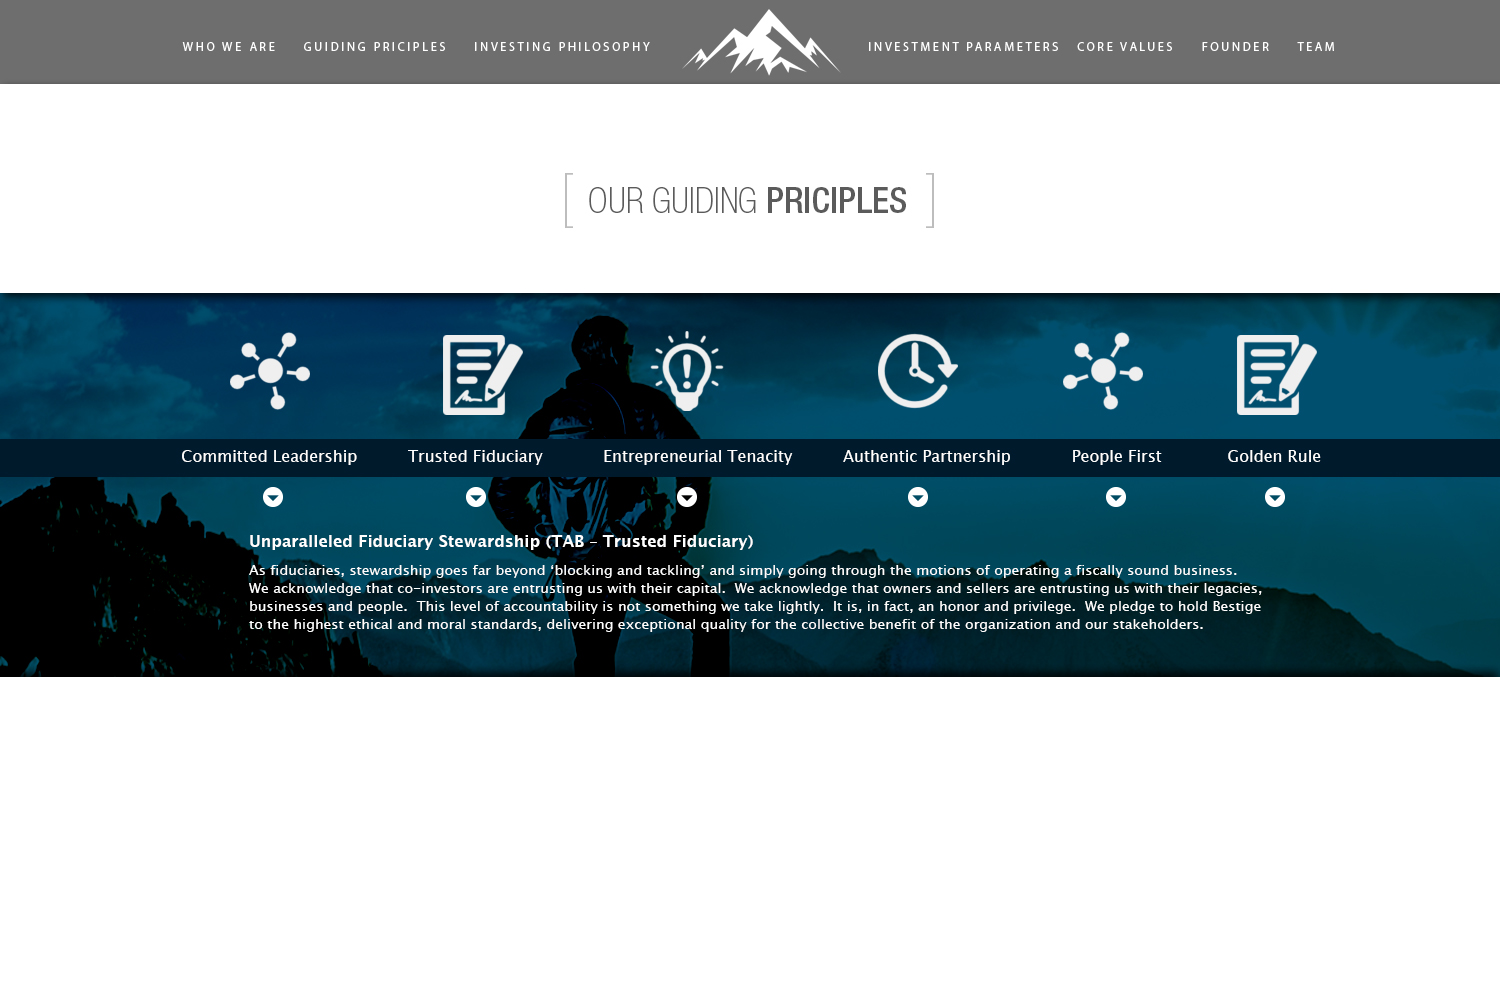 WHO WE ARE GUIDING PRICIPLES INVESTING PHILOSOPHY INVESTMENT PARAMETERS CORE VALUES FOUNDER TEAM
OUR GUIDING PRICIPLES
Committed Leadership Trusted Fiduciary Entrepreneurial Tenacity Authentic Partnership People First Golden Rule
Unparalleled Fiduciary Stewardship (TAB – Trusted Fiduciary)
As fiduciaries, stewardship goes far beyond ‘blocking and tackling’ and simply going through the motions of operating a fiscally sound business.
We acknowledge that co-investors are entrusting us with their capital.  We acknowledge that owners and sellers are entrusting us with their legacies,
businesses and people.  This level of accountability is not something we take lightly.  It is, in fact, an honor and privilege.  We pledge to hold Bestige
to the highest ethical and moral standards, delivering exceptional quality for the collective benefit of the organization and our stakeholders.